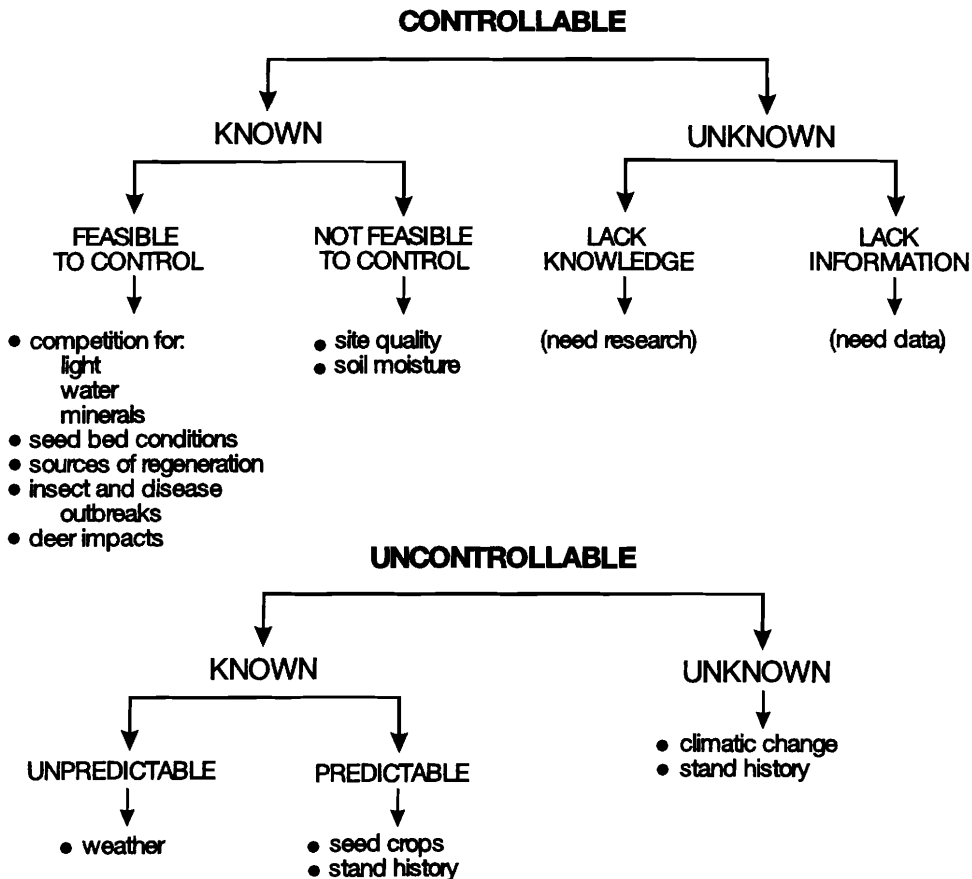 CONTROLLABLE
KNOWN
UNKNOWN
FEASIBLE
TO CONTROL
NOT FEASIBLE
TO CONTROL
LACK
KNOWLEDGE
LACK
INFORMATION
• competition for:
light
water
minerals
• seed bed conditions
• sources of regeneration
• insect and disease
outbreaks
• deer impacts
• site quality
• soil moisture
(need research)
(need data)
UNCONTROLLABLE
KNOWN
UNKNOWN
UNPREDICTABLE
PREDICTABLE
• climatic change
• stand history
• weather
• seed crops
• stand history